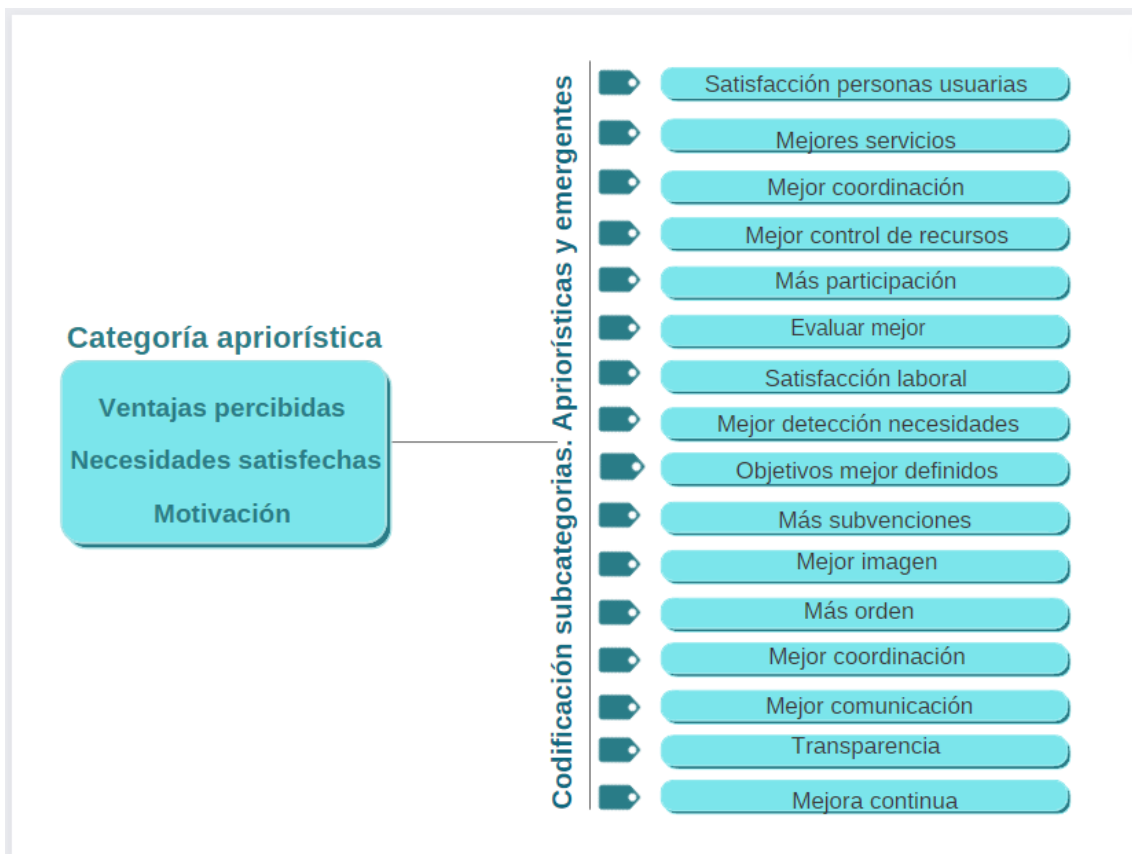 Categoría apriorística
Ventajas percibidas
Necesidades satisfechas
Motivación
Codificación subcategorias. Apriorísticas y emergentes
Satisfacción personas usuarias
Mejores servicios
Mejor coordinación
Mejor control de recursos
Más participación
Evaluar mejor
Satisfacción laboral
Mejor detección necesidades
Objetivos mejor definidos
Más subvenciones
Mejor imagen
Más orden
Mejor coordinación
Mejor comunicación
Transparencia
Mejora continua